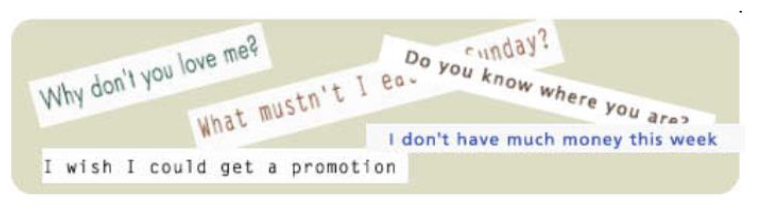 Why don't you love me?
What mustn't I Sunday?
Do you know where you are?
I don't have much money this week
I wish I could get a promotion